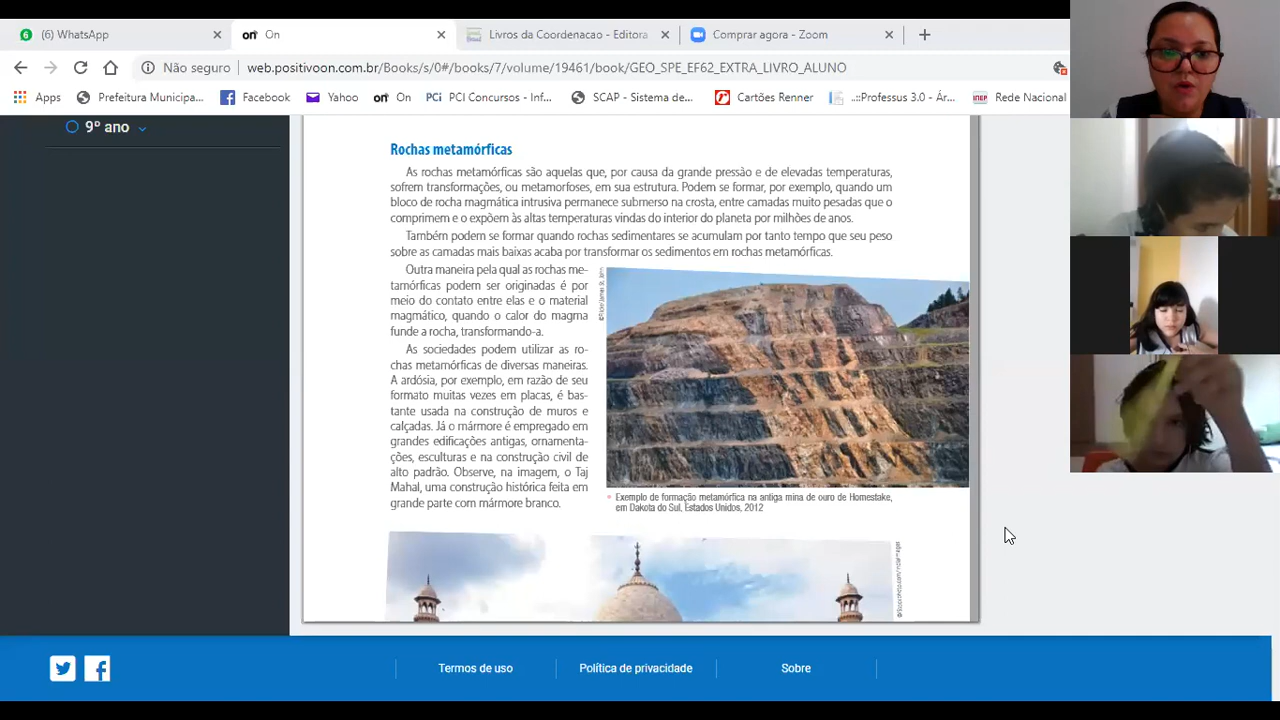 (6) WhatsApp
On
Livros da Coordenacao - Editora
Comprar agora - Zoom
Não seguro
web.positivoon.com.br/Books/s/0#/books/7/volume/19461/book/GEO_SPE_EF62_EXTRA_LIVRO_ALUNO
Apps
Prefeitura Municipa...
Facebook
Yahoo
On
PCi
PCI Concursos - Inf...
SCAP - Sistema de...
Cartões Renner
..::Professus 3.0 - Ár...
INEP
Rede Nacional
9º ano
Rochas metamórficas
As rochas metamórficas são aquelas que, por causa da grande pressão e de elevadas temperaturas,
sofrem transformações, ou metamorfoses, em sua estrutura. Podem se formar, por exemplo, quando um
bloco de rocha magmática intrusiva permanece submerso na crosta, entre camadas muito pesadas que o
comprimem e o expõem às altas temperaturas vindas do interior do planeta por milhões de anos.
Também podem se formar quando rochas sedimentares se acumulam por tanto tempo que seu peso
sobre as camadas mais baixas acaba por transformar os sedimentos em rochas metamórficas.
Outra maneira pela qual as rochas me-
tamórficas podem ser originadas é por
meio do contato entre elas e o material
magmático, quando o calor do magma
funde a rocha, transformando-a.
As sociedades podem utilizar as ro-
chas metamórficas de diversas maneiras.
A ardósia, por exemplo, em razão de seu
formato muitas vezes em placas, é bas-
tante usada na construção de muros e
calçadas. Já o mármore é empregado em
grandes edificações antigas, ornamenta-
ções, esculturas e na construção civil de
alto padrão. Observe, na imagem, o Taj
Mahal, uma construção histórica feita em
grande parte com mármore branco.
Exemplo de formação metamórfica na antiga mina de ouro de Homestake,
em Dakota do Sul, Estados Unidos, 2012
Termos de uso
Política de privacidade
Sobre